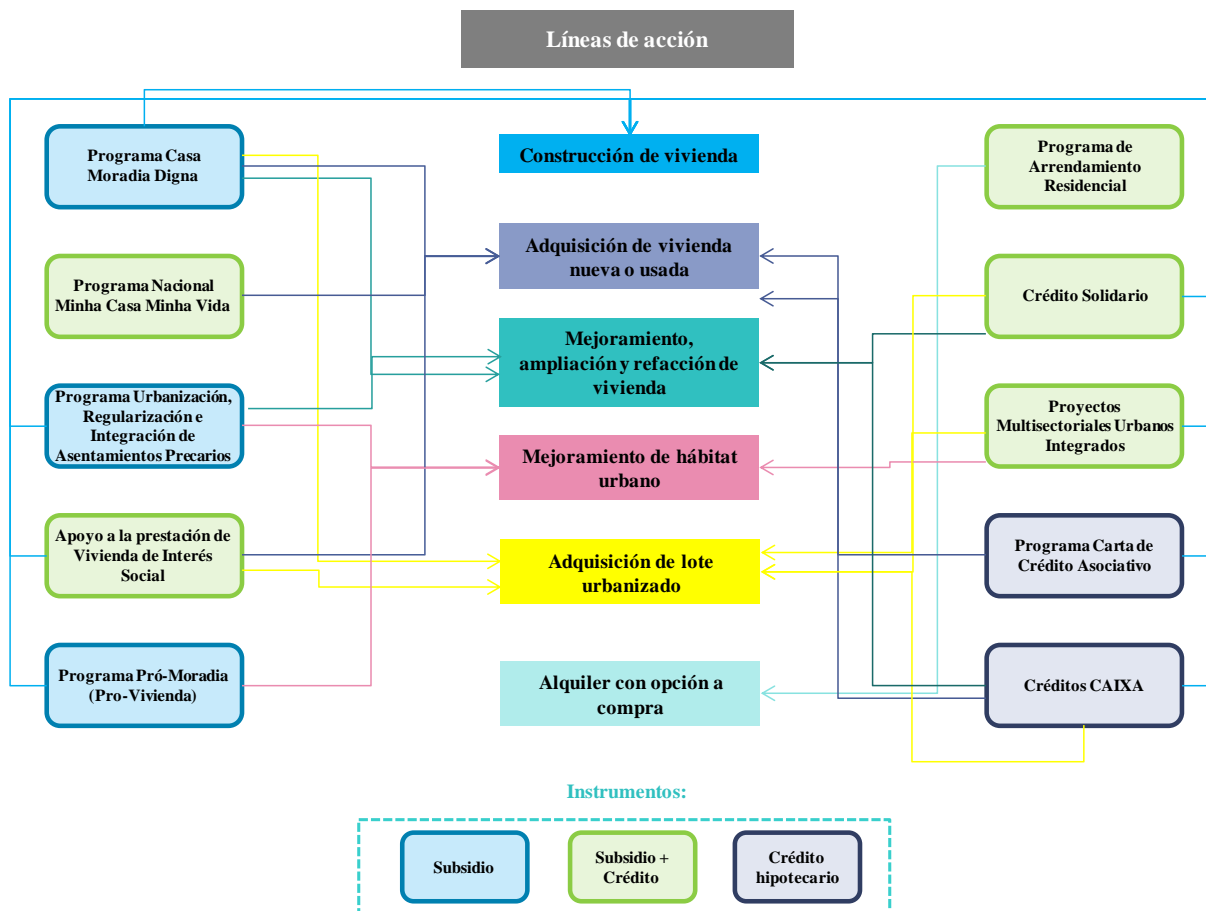 Líneas de acción
Programa Casa
Moradia Digna
Programa Nacional
Minha Casa Minha Vida
Programa Urbanización,
Regularización e
Integración de
Asentamientos Precarios
Apoyo a la prestación de
Vivienda de Interés
Social
Programa Pró-Moradia
(Pro-Vivienda)
Construcción de vivienda
Adquisición de vivienda
nueva o usada
Mejoramiento,
ampliación y refacción de
vivienda
Mejoramiento de hábitat
urbano
Adquisición de lote
urbanizado
Alquiler con opción a
compra
Programa de
Arrendamiento
Residencial
Crédito Solidario
Proyectos
Multisectoriales Urbanos
Integrados
Programa Carta de
Crédito Asociativo
Créditos CAIXA
Instrumentos:
Subsidio
Subsidio +
Crédito
Crédito
hipotecario